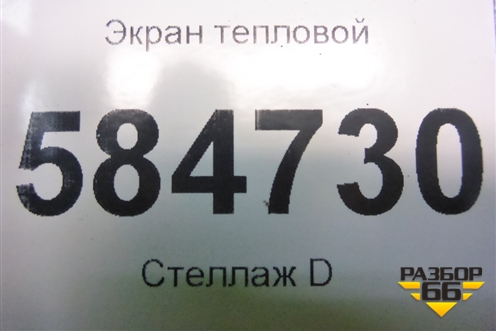 Экран тепловой
584730
Стеллаж D
РАЗБОР
66